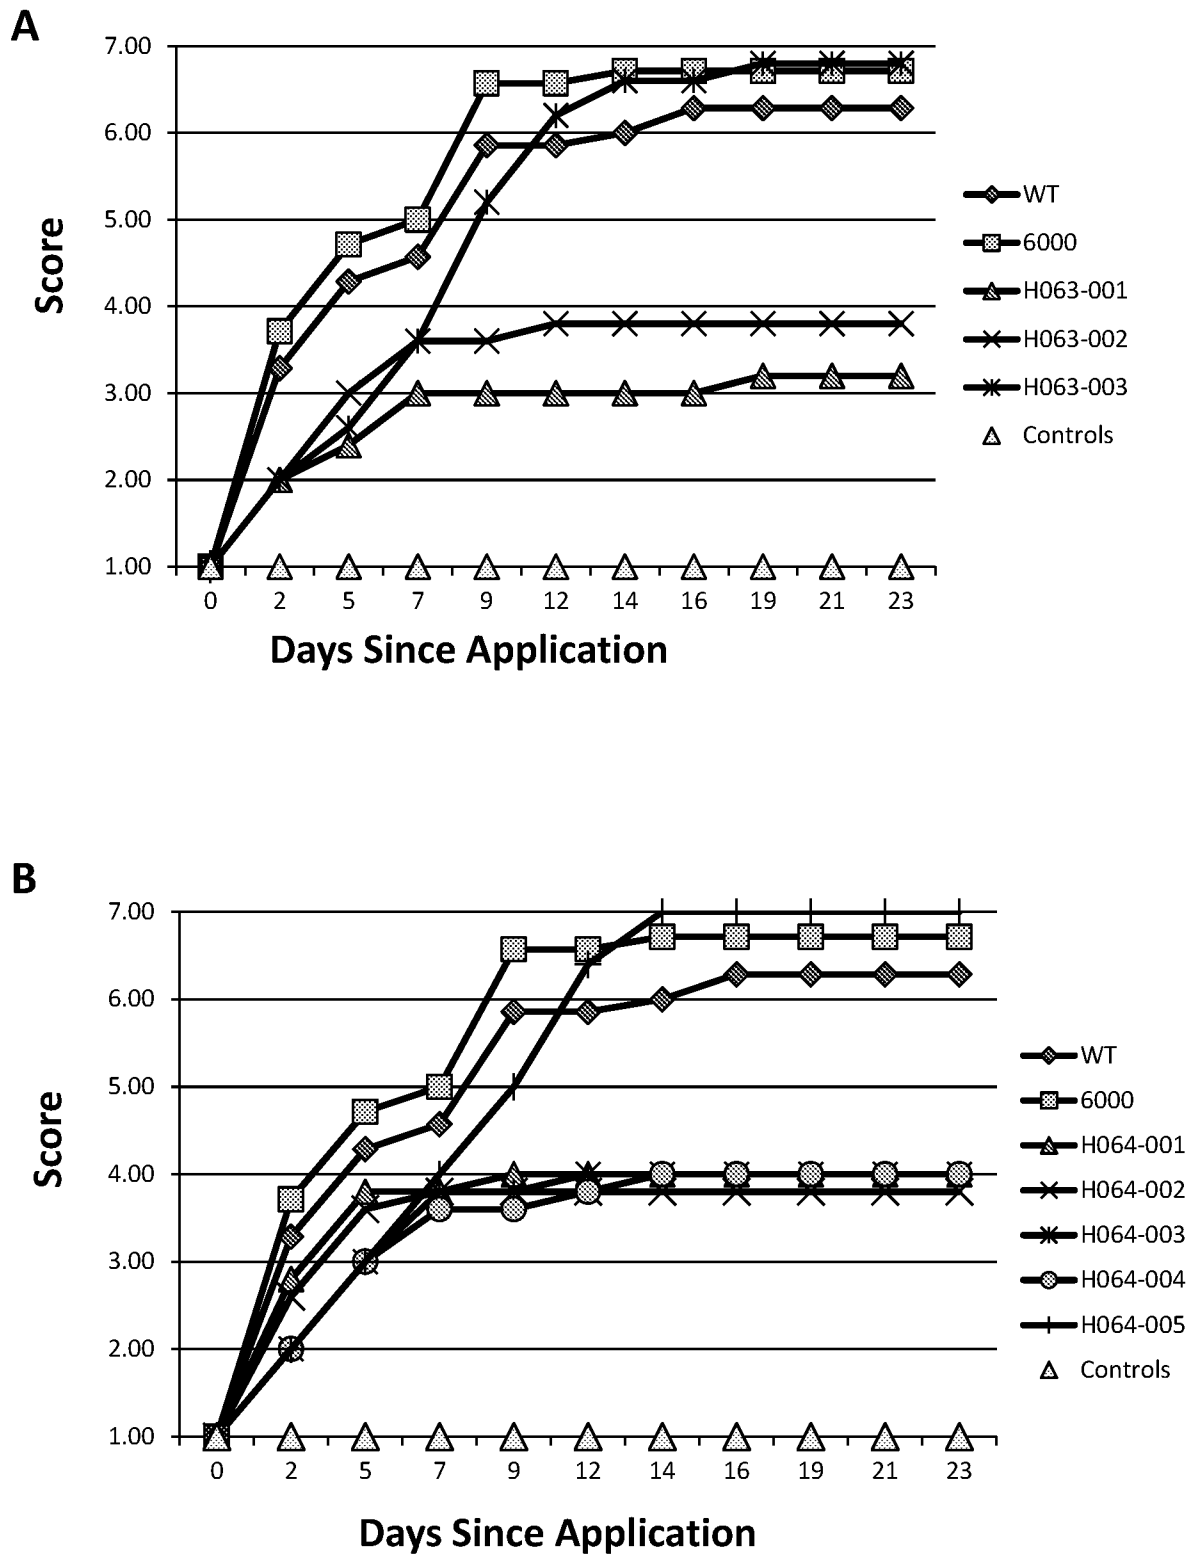 A
7.00
6.00
5.00
4.00
3.00
2.00
1.00
Score
0 2 5 7 9 12 14 16 19 21 23
Days Since Application
WT
6000
H063-001
H063-002
H063-003
Controls
B
7.00
6.00
5.00
4.00
3.00
2.00
1.00
Score
0 2 5 7 9 12 14 16 19 21 23
Days Since Application
WT
6000
H064-001
H064-002
H064-003
H064-004
H064-005
Controls